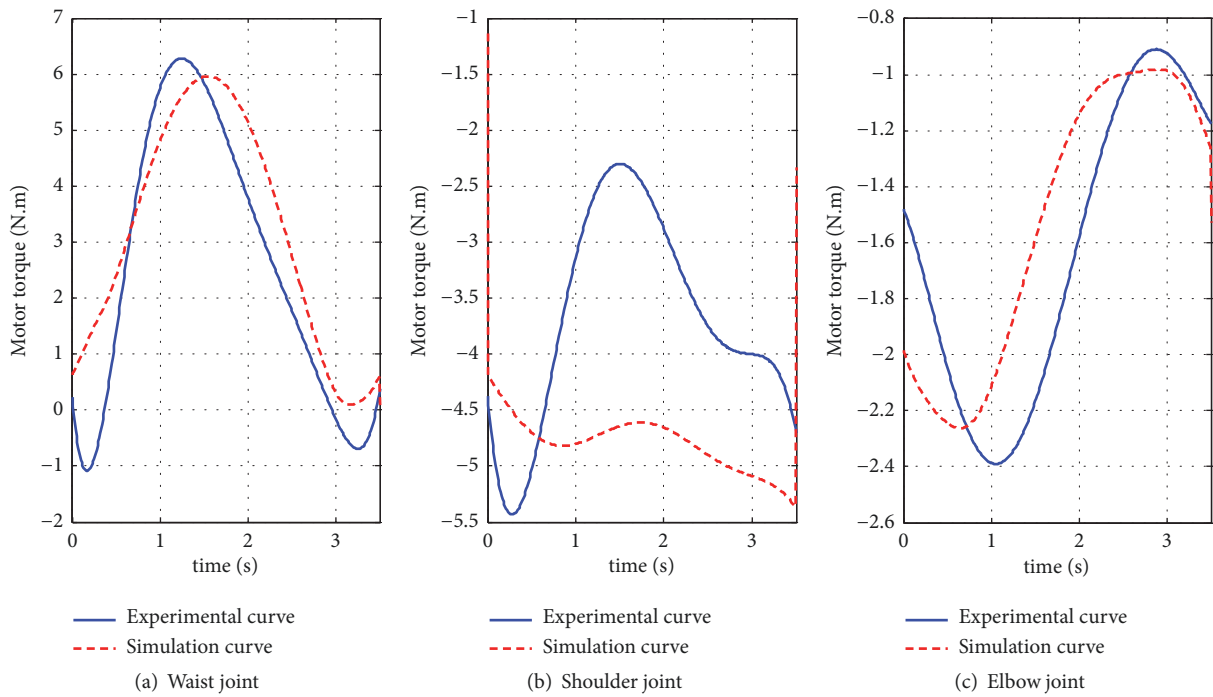 7
6
5
4
3
2
1
0
−1
−2
Motor torque (N.m)
0 1 2 3
time (s)
Experimental curve
Simulation curve
(a) Waist joint
−1
−1.5
−2
−2.5
−3
−3.5
−4
−4.5
−5
−5.5
Motor torque (N.m)
0 1 2 3
time (s)
Experimental curve
Simulation curve
(b) Shoulder joint
−0.8
−1
−1.2
−1.4
−1.6
−1.8
−2
−2.2
−2.4
−2.6
Motor torque (N.m)
0 1 2 3
time (s)
Experimental curve
Simulation curve
(c) Elbow joint